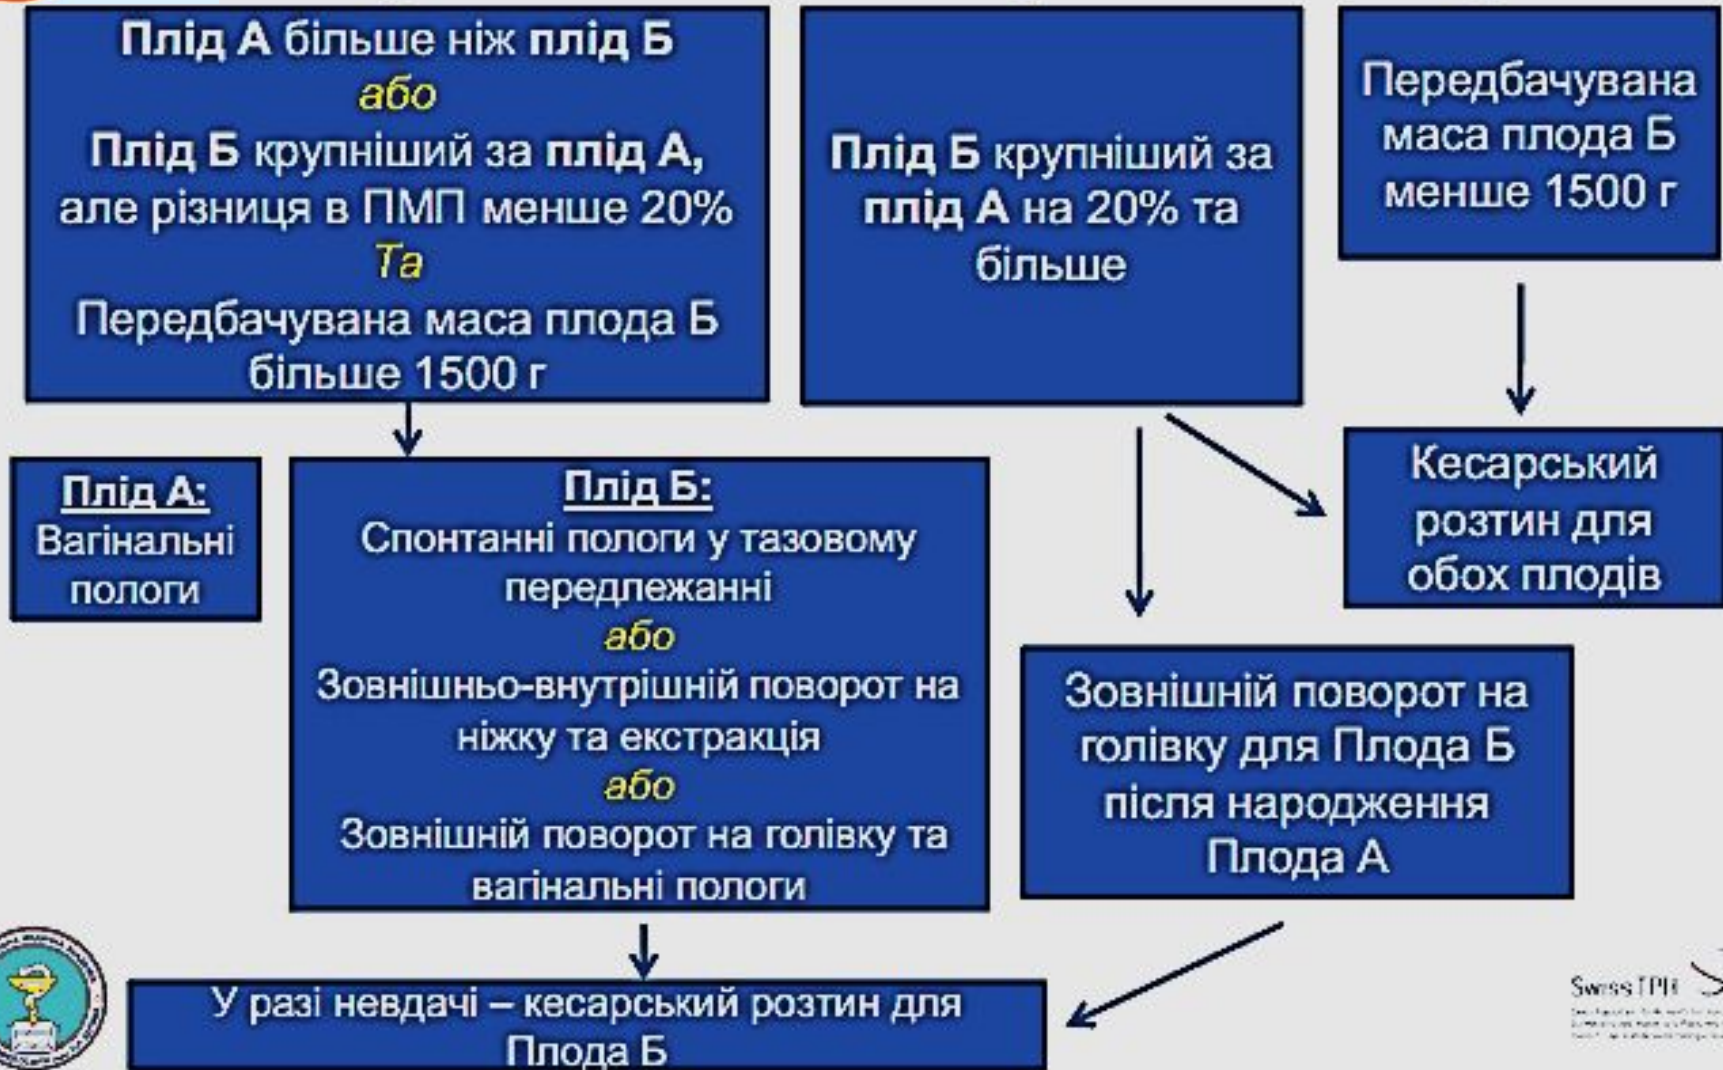 Плід А більше ніж плід Б
або
Плід Б крупніший за плід А,
але різниця в ПМП менше 20%
Та
Передбачувана маса плода Б
більше 1500 г
Плід Б крупніший за
плід А на 20% та
більше
Передбачувана
маса плода Б
менше 1500 г
Плід А:
Вагінальні
пологи
Плід Б:
Спонтанні пологи у тазовому
передлежанні
або
Зовнішньо-внутрішній поворот на
ніжку та екстракція
або
Зовнішній поворот на голівку та
вагінальні пологи
Кесарський
розтин для
обох плодів
Зовнішній поворот на
голівку для Плода Б
після народження
Плода А
У разі невдачі – кесарський розтин для
Плода Б
Swiss TPH